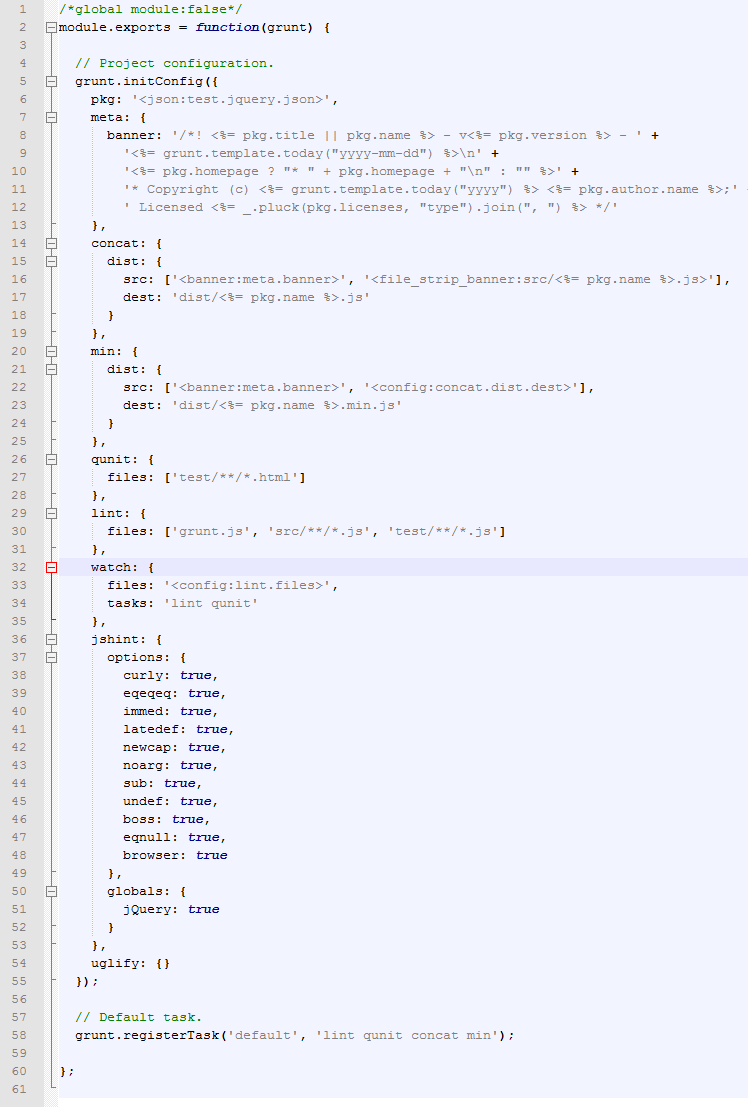 1 /*global module:false*/
2 module.exports = function(grunt) {
3
4   // Project configuration.
5   grunt.initConfig({
6     pkg: '<json:test.jquery.json>',
7     meta: {
8       banner: '/*! <%= pkg.title || pkg.name %> - v<%= pkg.version %> - ' +
9         '<%= grunt.template.today("yyyy-mm-dd") %>\n' +
10         '<%= pkg.homepage ? "* " + pkg.homepage + "\n" : "" %>' +
11         '* Copyright (c) <%= grunt.template.today("yyyy") %> <%= pkg.author.name %>;'
12         ' Licensed <%= _.pluck(pkg.licenses, "type").join(", ") %> */'
13     },
14     concat: {
15       dist: {
16         src: ['<banner:meta.banner>', '<file_strip_banner:src/<%= pkg.name %>.js>'],
17         dest: 'dist/<%= pkg.name %>.js'
18       }
19     },
20     min: {
21       dist: {
22         src: ['<banner:meta.banner>', '<config:concat.dist.dest>'],
23         dest: 'dist/<%= pkg.name %>.min.js'
24       }
25     },
26     qunit: {
27       files: ['test/**/*.html']
28     },
29     lint: {
30       files: ['grunt.js', 'src/**/*.js', 'test/**/*.js']
31     },
32     watch: {
33       files: '<config:lint.files>',
34       tasks: 'lint qunit'
35     },
36     jshint: {
37       options: {
38         curly: true,
39         eqeqeq: true,
40         immed: true,
41         latedef: true,
42         newcap: true,
43         noarg: true,
44         sub: true,
45         undef: true,
46         boss: true,
47         eqnull: true,
48         browser: true
49       },
50       globals: {
51         jQuery: true
52       }
53     },
54     uglify: {}
55   });
56
57   // Default task.
58   grunt.registerTask('default', 'lint qunit concat min');
59
60 };
61